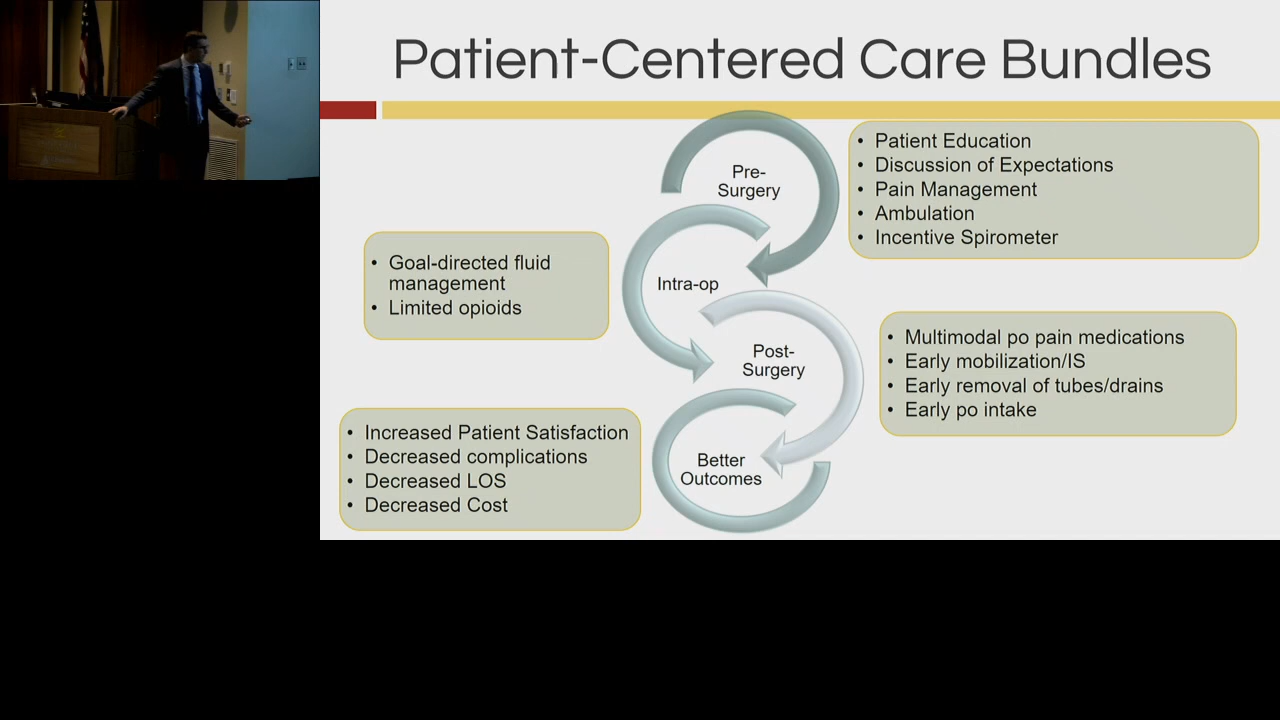 Patient-Centered Care Bundles
Pre-
Surgery
• Patient Education
• Discussion of Expectations
• Pain Management
• Ambulation
• Incentive Spirometer
• Goal-directed fluid
management
• Limited opioids
Intra-op
Post-
Surgery
• Multimodal po pain medications
• Early mobilization/IS
• Early removal of tubes/drains
• Early po intake
• Increased Patient Satisfaction
• Decreased complications
• Decreased LOS
• Decreased Cost
Better
Outcomes